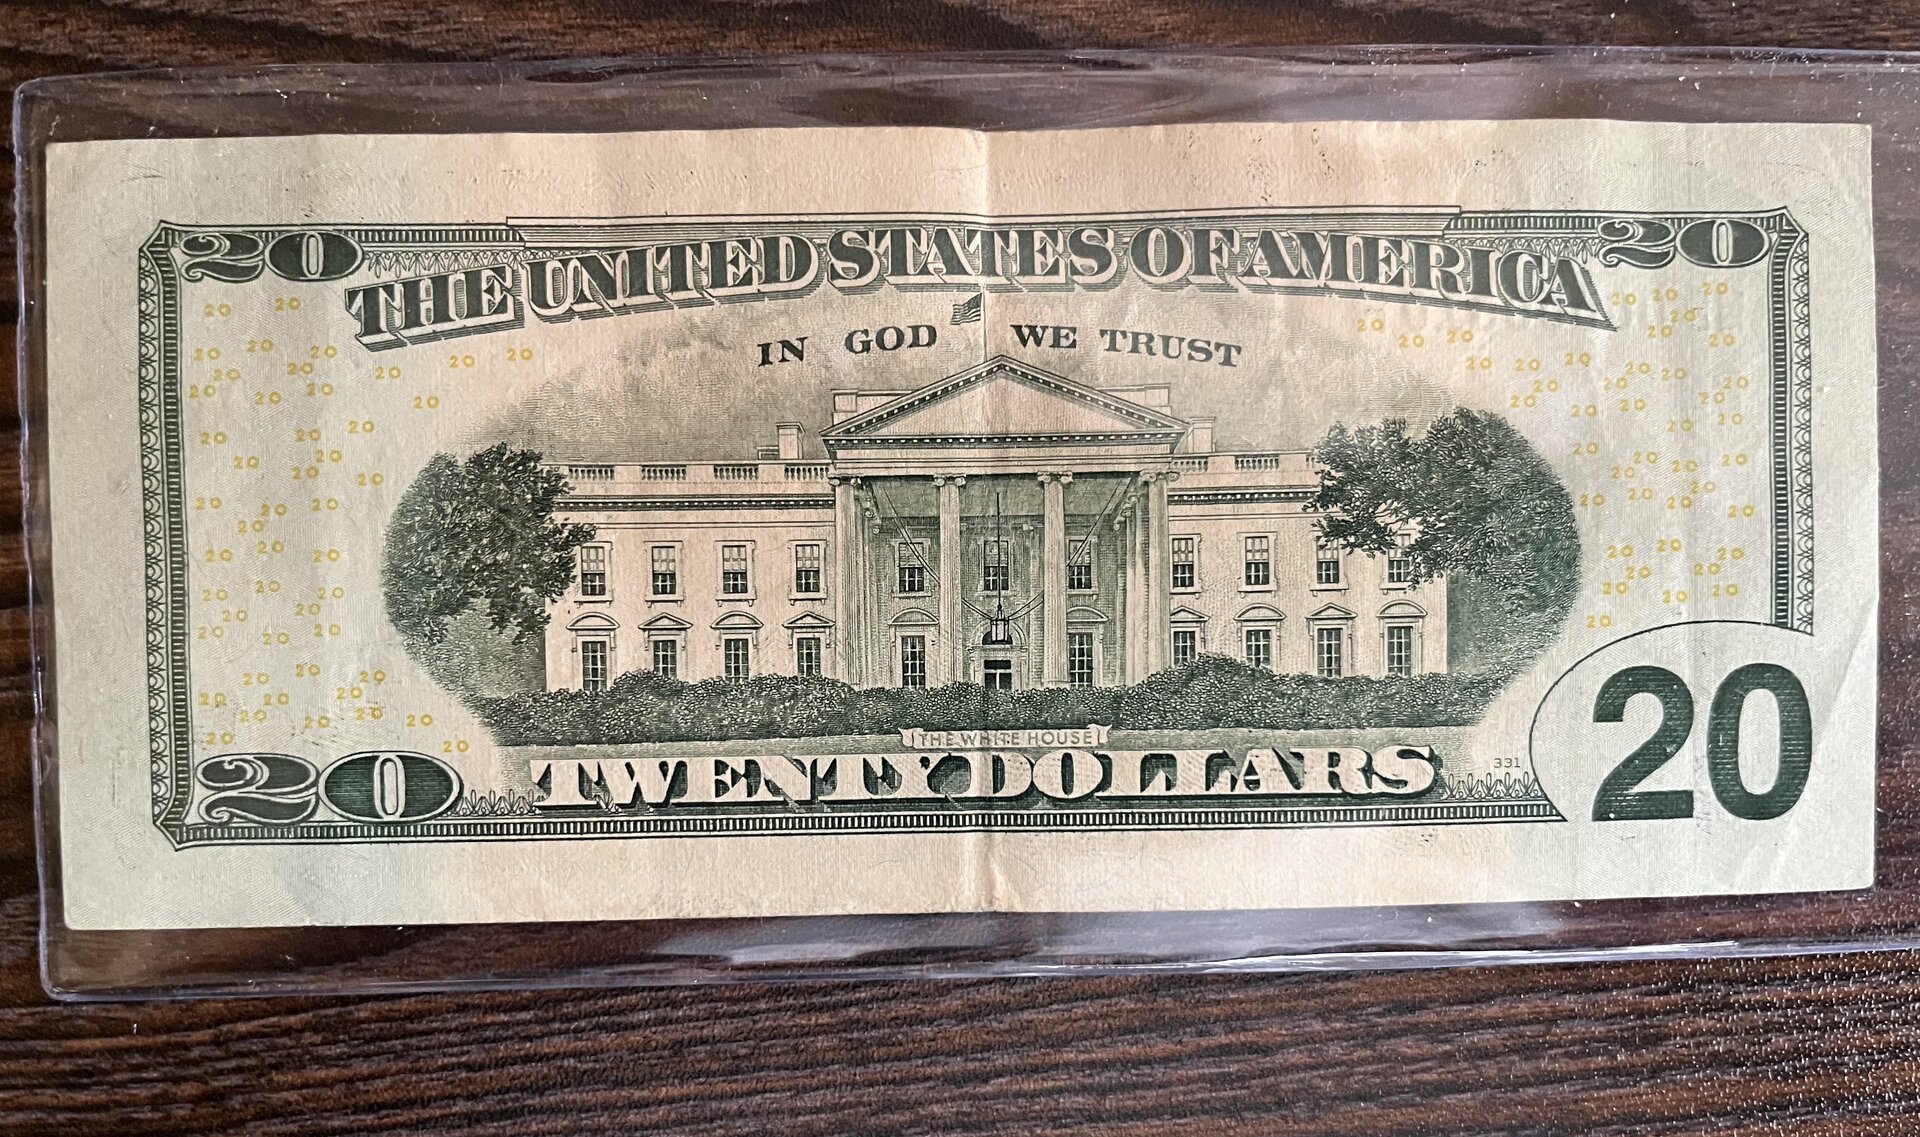 20 THE UNITED STATES OF AMERICA 20
IN GOD WE TRUST
THE WHITE HOUSE
20 TWENTY DOLLARS 331 20